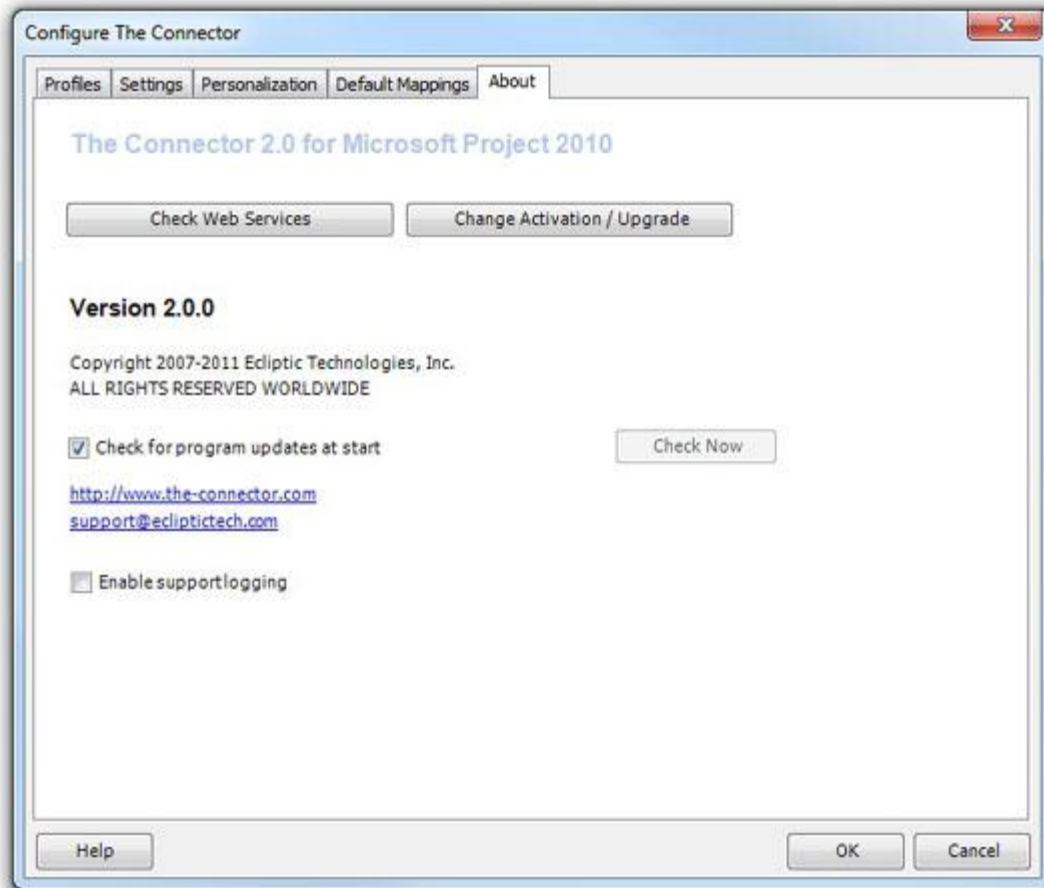 Configure The Connector
Profiles Settings Personalization Default Mappings About
The Connector 2.0 for Microsoft Project 2010
Check Web Services Change Activation / Upgrade
Version 2.0.0
Copyright 2007-2011 Ecliptic Technologies, Inc.
ALL RIGHTS RESERVED WORLDWIDE
Check for program updates at start Check Now
http://www.the-connector.com
support@ecliptictech.com
Enable support logging
Help OK Cancel